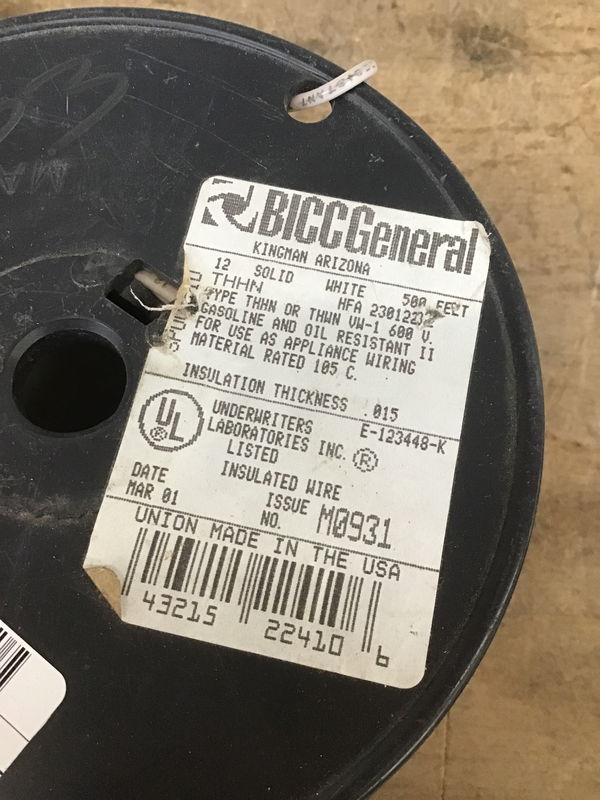 BICCGeneral
KINGMAN ARIZONA
12 SOLID WHITE 500 FEET
THHN HFA
TYPE THHN OR THWN VW-1 600 V.
GASOLINE AND OIL RESISTANT II
FOR USE AS APPLIANCE WIRING
MATERIAL RATED 105 C.
INSULATION THICKNESS .015
UL ®
UNDERWRITERS E-123448-K
LABORATORIES INC. ®
LISTED
DATE INSULATED WIRE
MAR 01 ISSUE
NO. M0931
UNION MADE IN THE USA
43215 22410 6